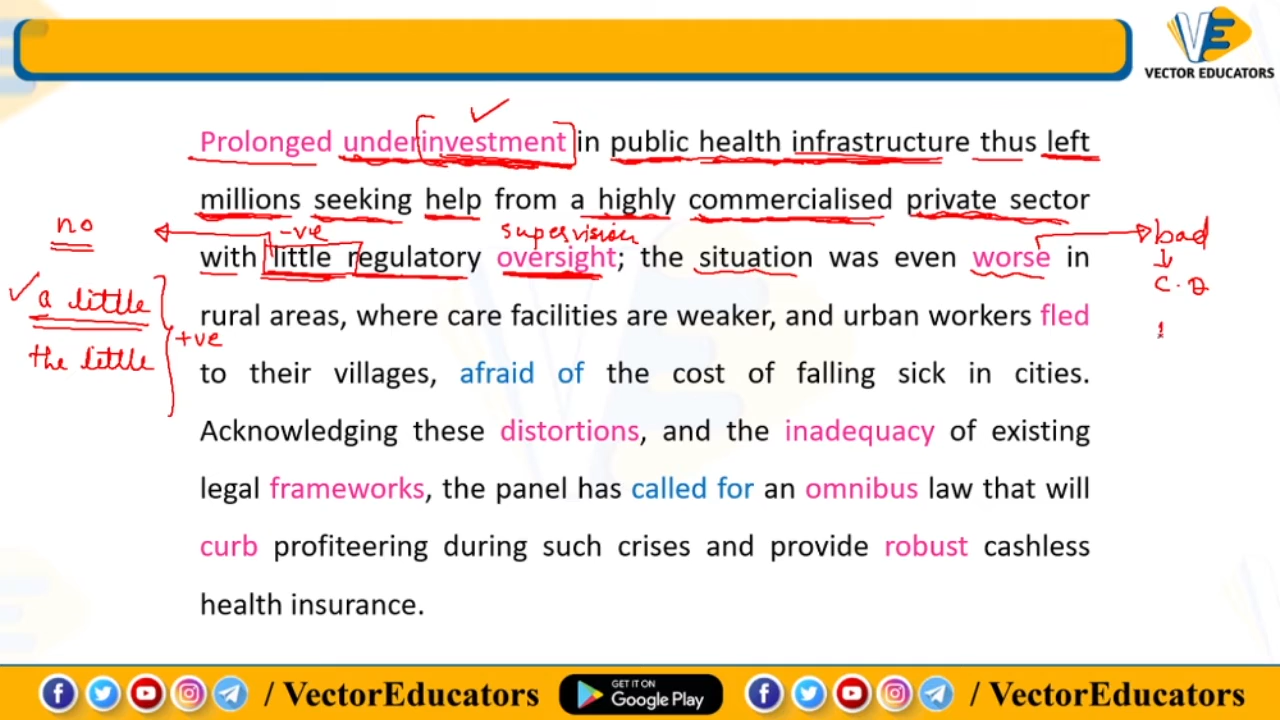 VE
VECTOR EDUCATORS
Prolonged underinvestment in public health infrastructure thus left
millions seeking help from a highly commercialised private sector
no
-ve
supervision
bad
with little regulatory oversight; the situation was even worse in
C.D
a little
rural areas, where care facilities are weaker, and urban workers fled
+ve
the little
to their villages, afraid of the cost of falling sick in cities.
Acknowledging these distortions, and the inadequacy of existing
legal frameworks, the panel has called for an omnibus law that will
curb profiteering during such crises and provide robust cashless
health insurance.
/ VectorEducators
GET IT ON
Google Play
/ VectorEducators